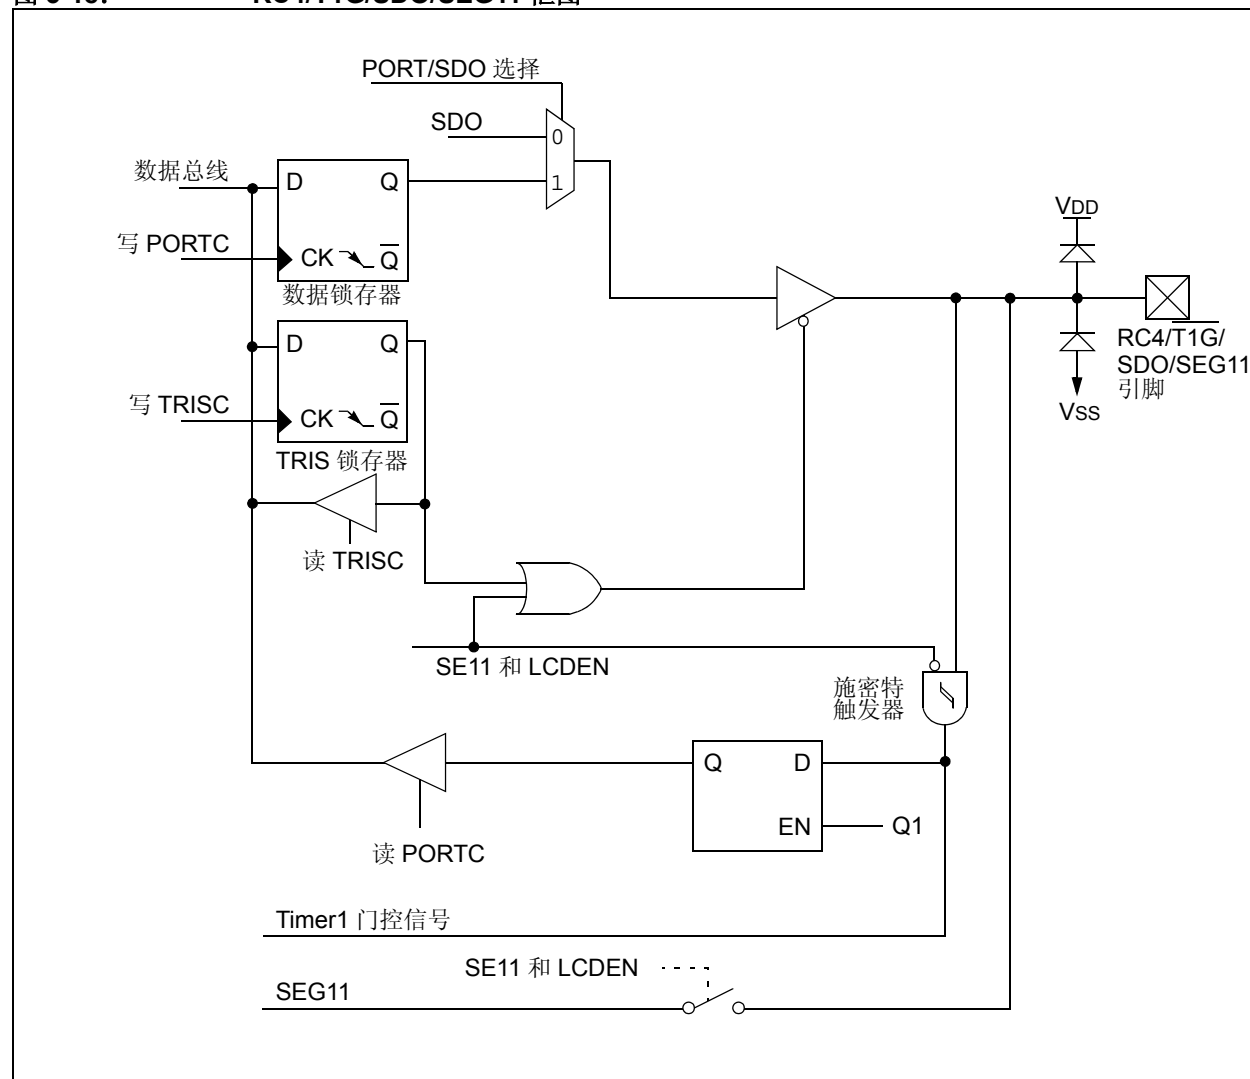 PORT/SDO 选择
SDO
0
1
数据总线
D
Q
写 PORTC
CK
Q
数据锁存器
D
Q
写 TRISC
CK
Q
TRIS 锁存器
读 TRISC
VDD
RC4/T1G/
SDO/SEG11
引脚
VSS
SE11 和 LCDEN
施密特
触发器
Q
D
EN
Q1
读 PORTC
Timer1 门控信号
SE11 和 LCDEN
SEG11